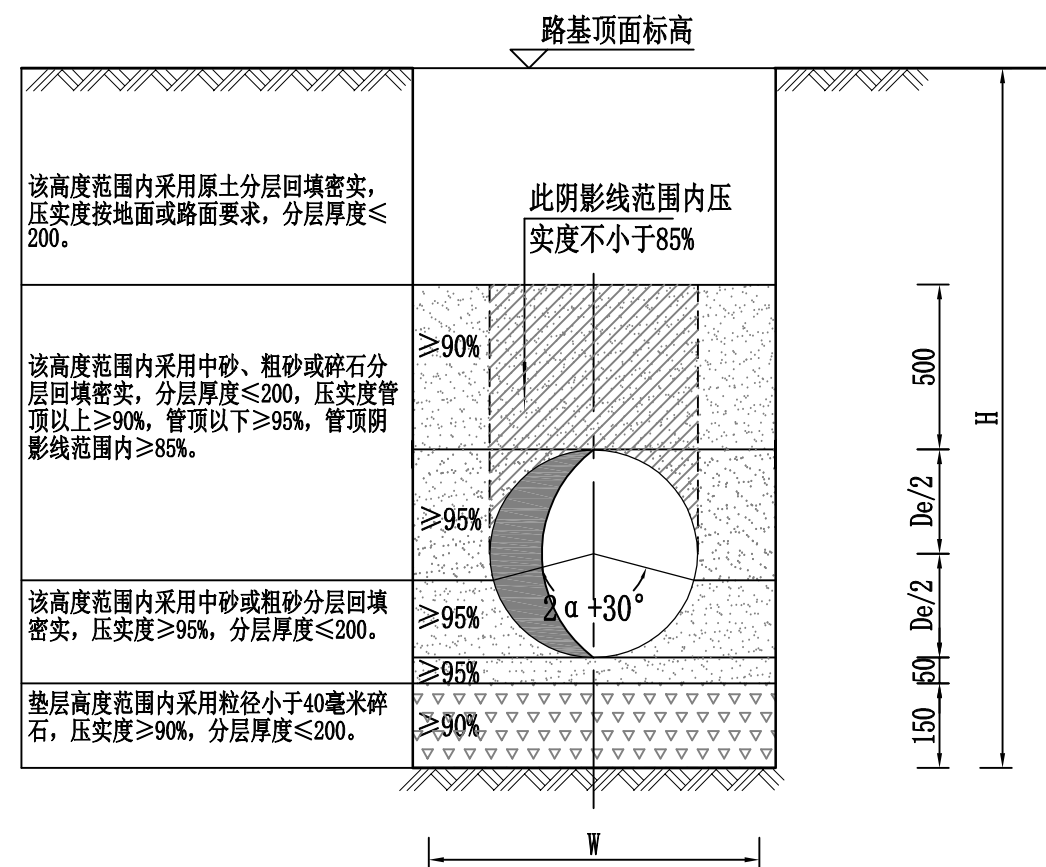 路基顶面标高
该高度范围内采用原土分层回填密实，
压实度按地面或路面要求，分层厚度≤
200。
此阴影线范围内压
实度不小于85%
该高度范围内采用中砂、粗砂或碎石分
层回填密实，分层厚度≤200，压实度管
顶以上≥90%，管顶以下≥95%，管顶阴
影线范围内≥85%。
≥90%
500
H
≥95%
De/2
该高度范围内采用中砂或粗砂分层回填
密实，压实度≥95%，分层厚度≤200。
≥95%
2α+30°
De/2
≥95%
50
垫层高度范围内采用粒径小于40毫米碎
石，压实度≥90%，分层厚度≤200。
≥90%
150
W